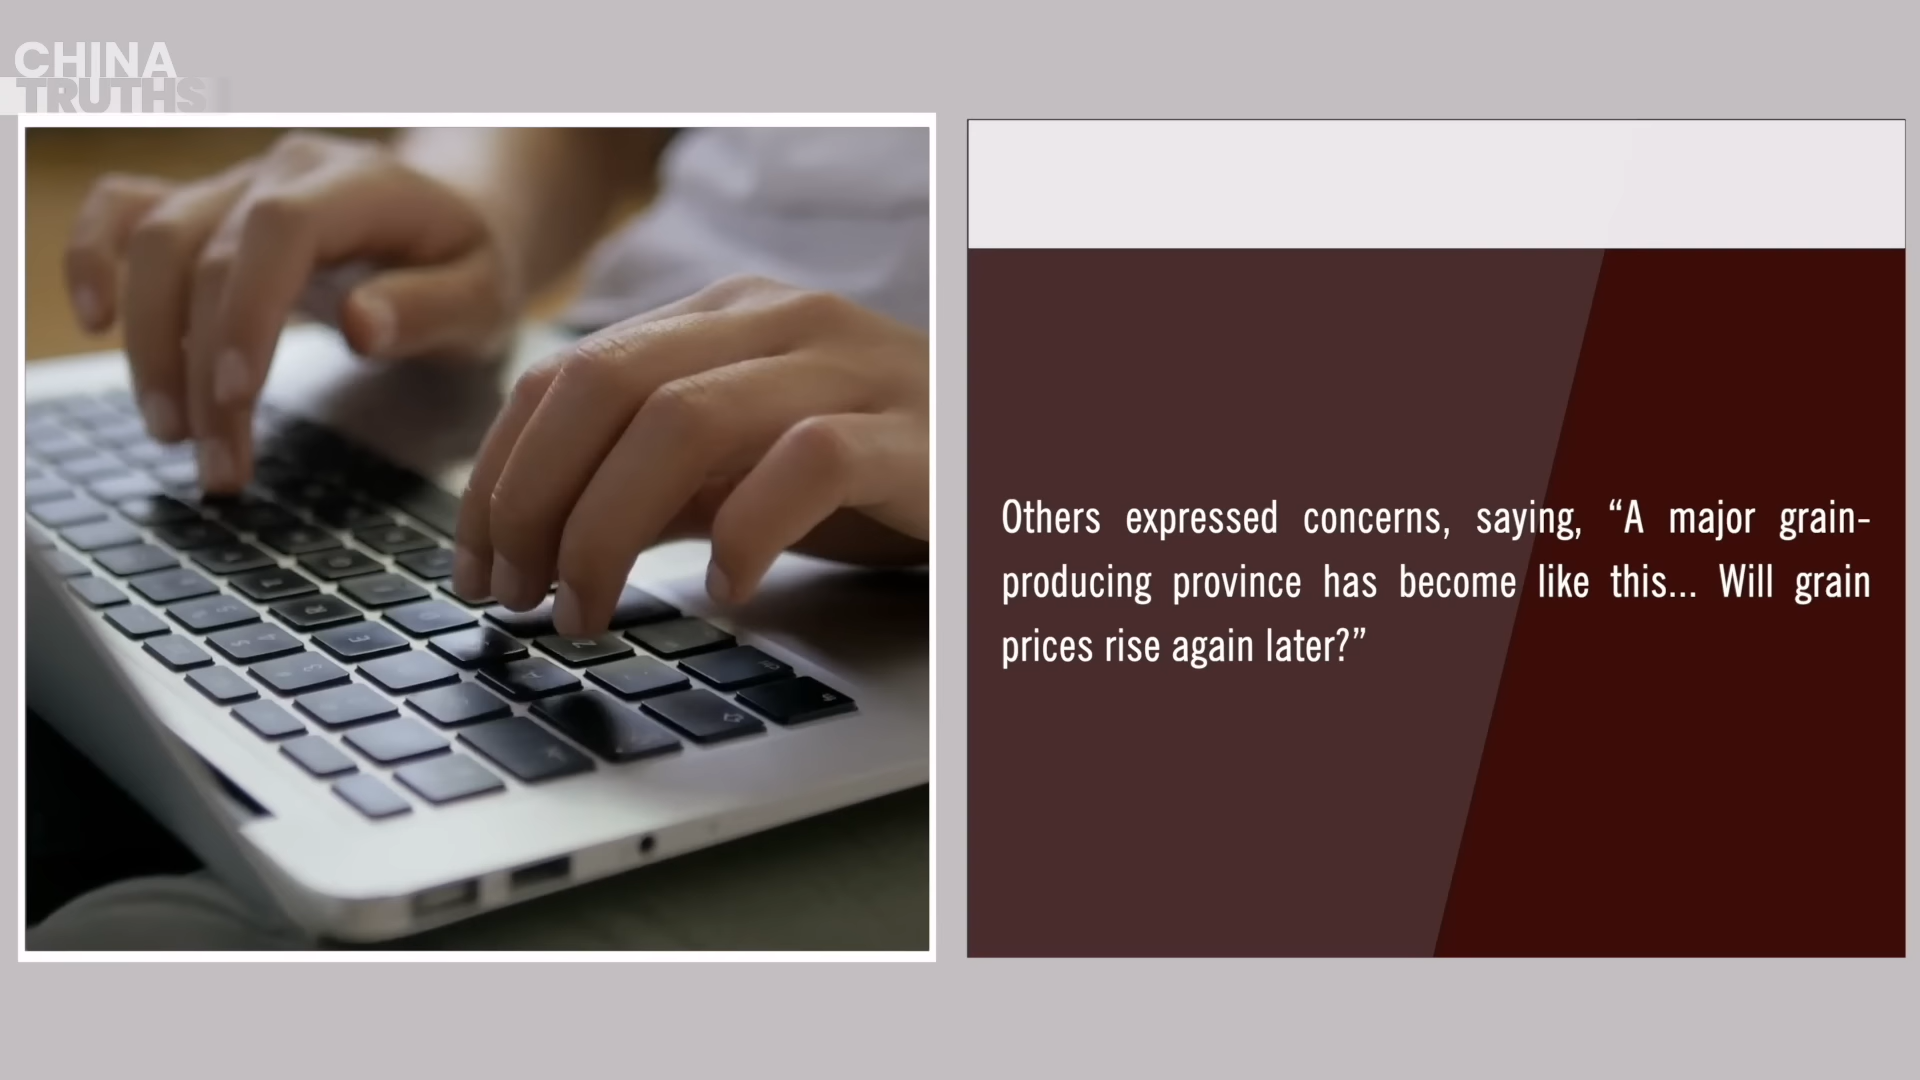 CHINA
TRUTHS
Others expressed concerns, saying, “A major grain-
producing province has become like this... Will grain
prices rise again later?”